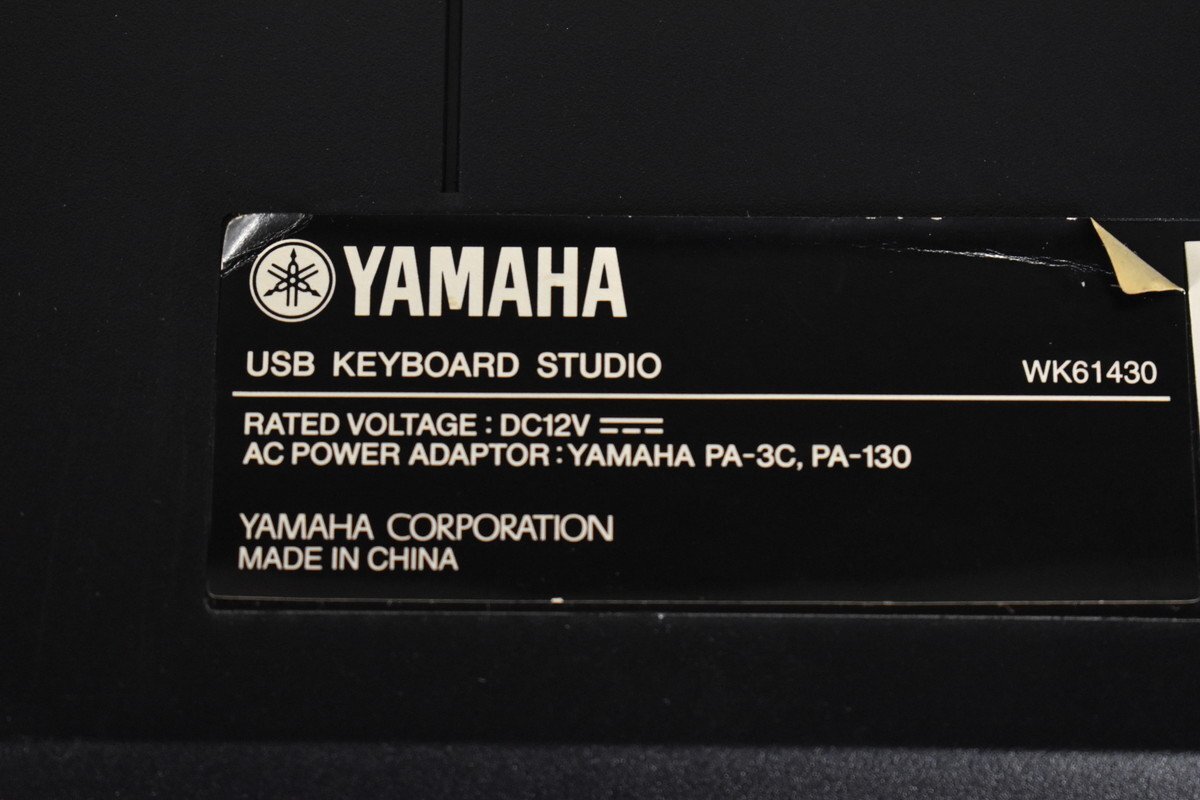 YAMAHA
USB KEYBOARD STUDIO WK61430
RATED VOLTAGE : DC12V
AC POWER ADAPTOR : YAMAHA PA-3C, PA-130
YAMAHA CORPORATION
MADE IN CHINA